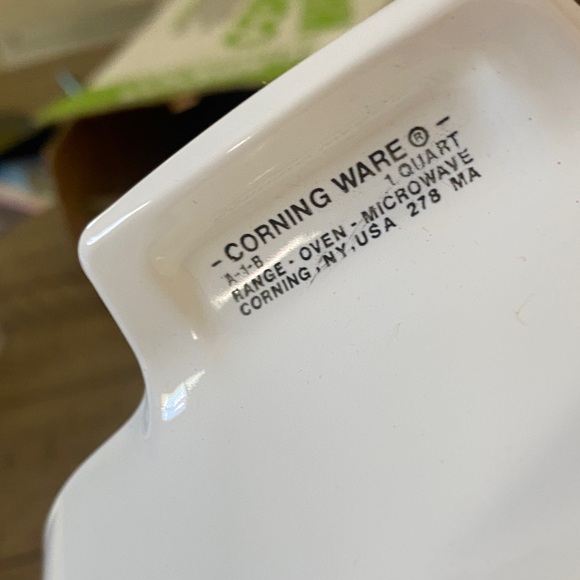 - CORNING WARE® -
A-1-B 1 QUART
RANGE - OVEN - MICROWAVE
CORNING, NY, USA 278 MA